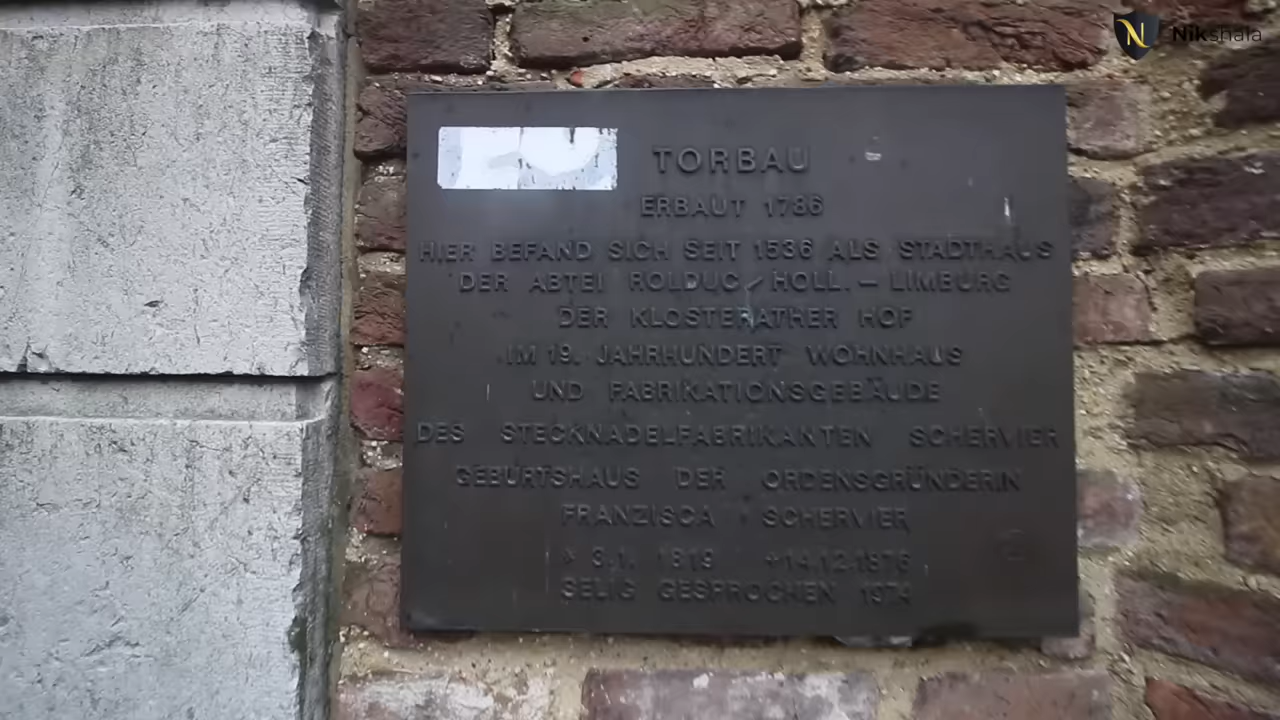 Nikshala
TORBAU
ERBAUT 1786
HIER BEFAND SICH SEIT 1536 ALS STADTHAUS
DER ABTEI ROLDUC/HOLL.-LIMBURG
DER KLOSTERATHER HOF
IM 19. JAHRHUNDERT WOHNHAUS
UND FABRIKATIONSGEBÄUDE
DES STECKNADELFABRIKANTEN SCHERVIER
GEBURTSHAUS DER ORDENSGRÜNDERIN
FRANZISCA SCHERVIER
* 3.1. 1819 +14.12.1876
SELIG GESPROCHEN 1974